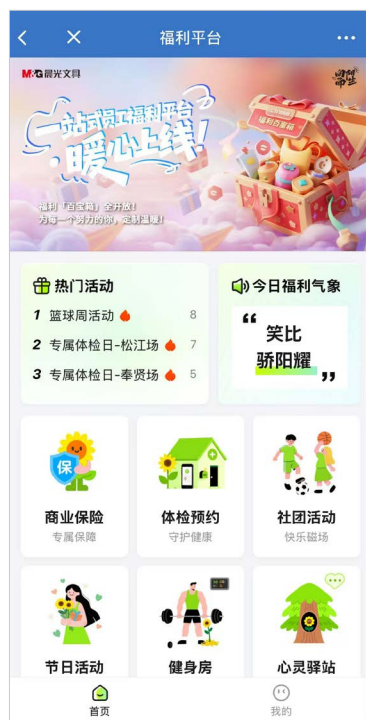 福利平台
M&G晨光文具
一站式员工福利平台
暖心上线!
福利「百宝箱」全开放!
为每一个努力的你,定制温暖!
福利百宝箱
热门活动
1 篮球周活动 8
2 专属体检日-松江场 7
3 专属体检日-奉贤场 5
今日福利气象
“
笑比
骄阳耀
”
保
商业保险
专属保障
体检预约
守护健康
社团活动
快乐磁场
节日活动
健身房
心灵驿站
首页
我的